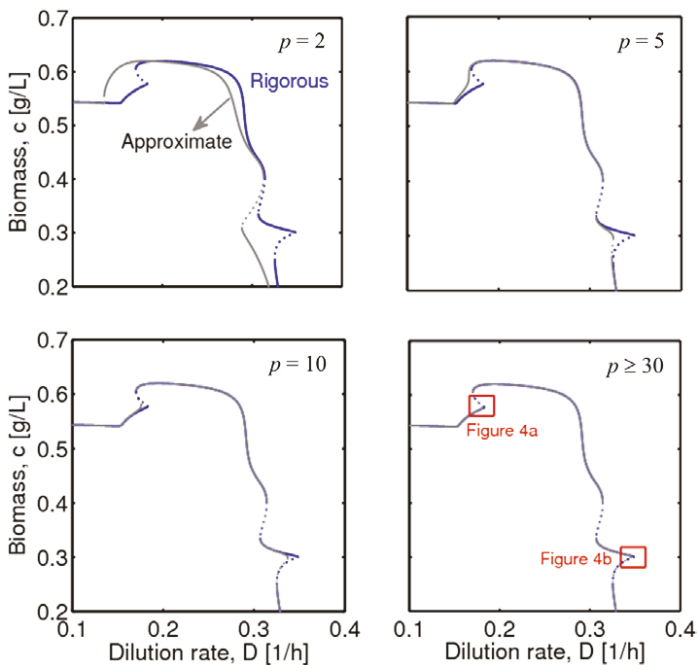 0.7
0.6
0.5
0.4
0.3
0.2
Biomass, c [g/L]
p = 2
Rigorous
Approximate
p = 5
0.7
0.6
0.5
0.4
0.3
0.2
Biomass, c [g/L]
p = 10
0.1 0.2 0.3 0.4
Dilution rate, D [1/h]
p ≥ 30
Figure 4a
Figure 4b
0.1 0.2 0.3 0.4
Dilution rate, D [1/h]